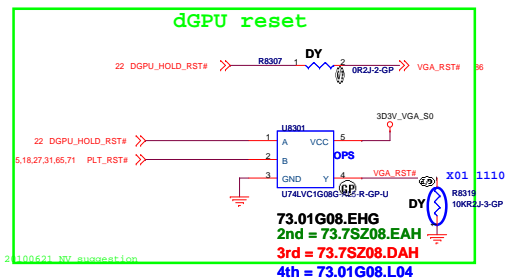 dGPU reset
DY
22 DGPU_HOLD_RST# R8307 1 2 VGA_RST# 86
0R2J-2-GP
3D3V_VGA_S0
U8301
22 DGPU_HOLD_RST# 1 A VCC 5
5,18,27,31,65,71 PLT_RST# 2 B OPS
3 GND Y 4 VGA_RST# X01 1110
U74LVC1G08G-AL5-R-GP-U
R8319
DY 10KR2J-3-GP
73.01G08.EHG
2nd = 73.7SZ08.EAH
3rd = 73.7SZ08.DAH
4th = 73.01G08.L04
20100621 NV suggestion